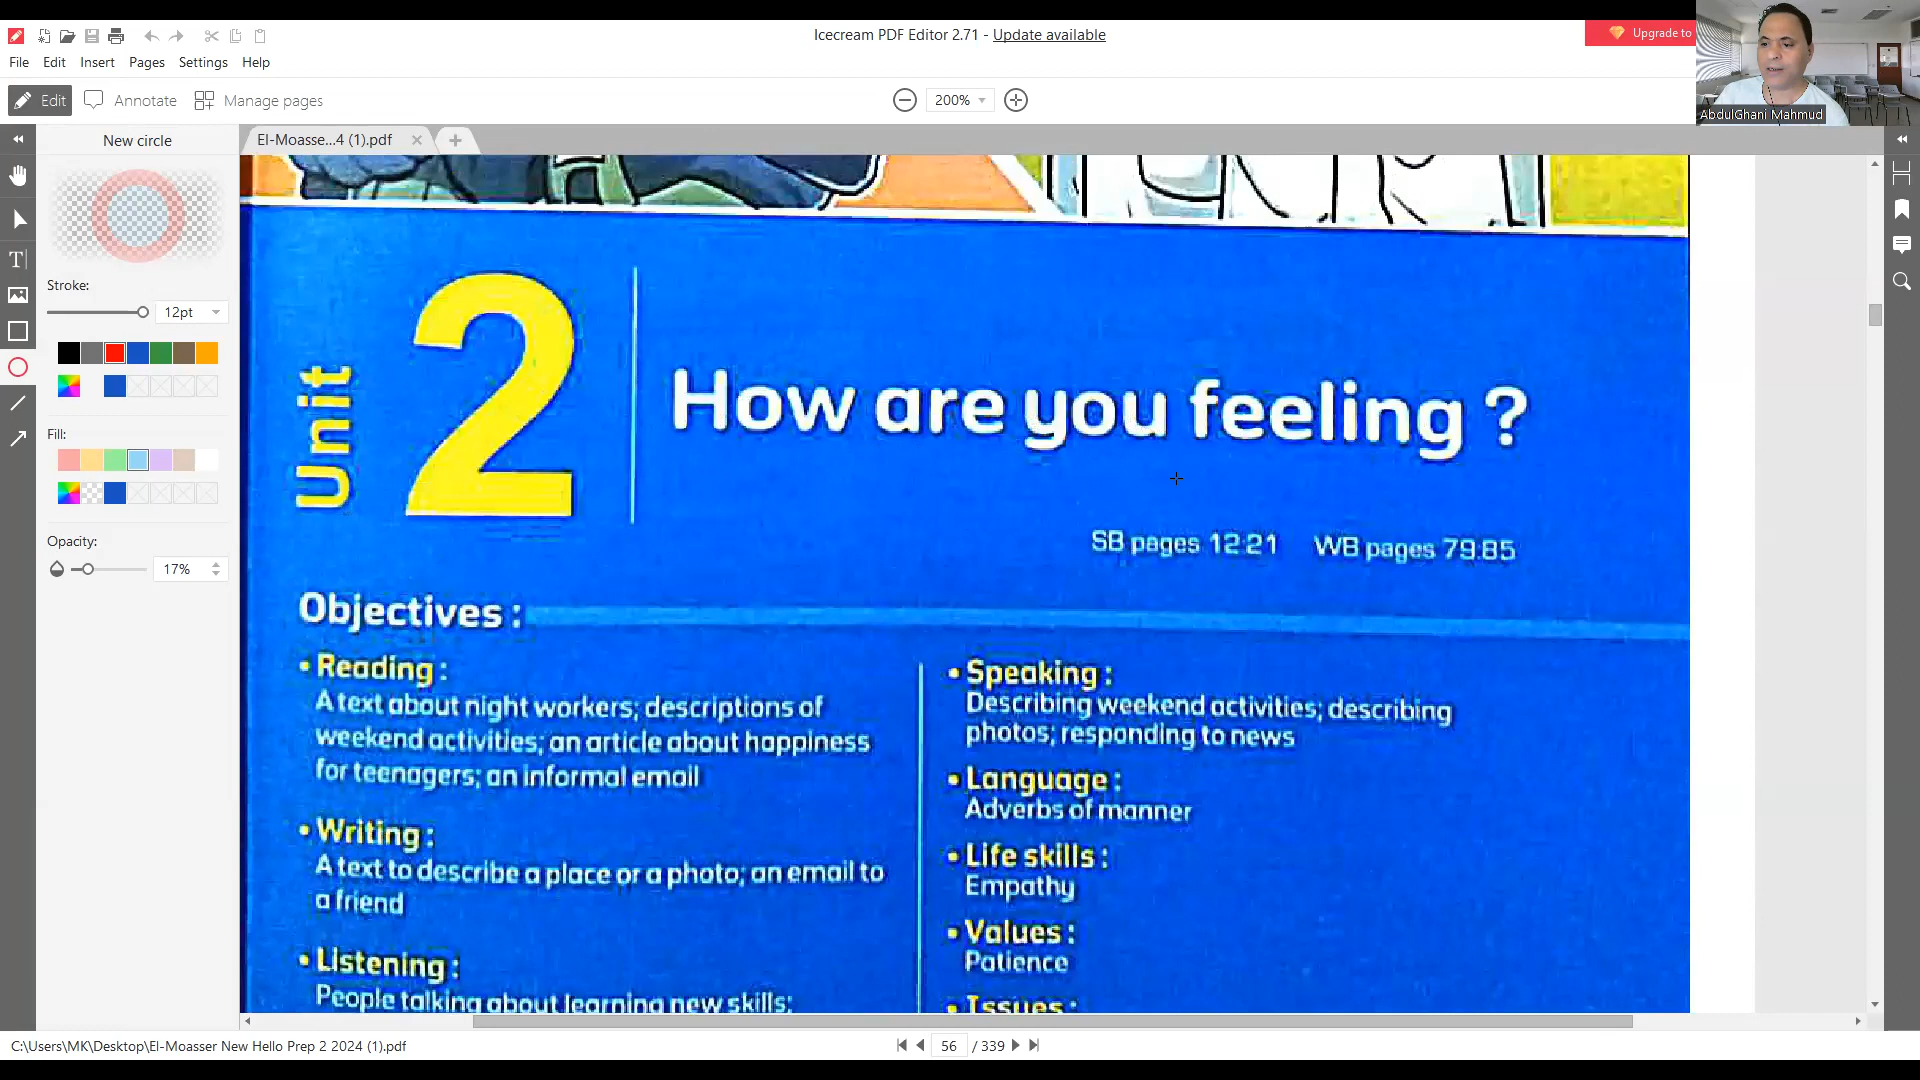 Icecream PDF Editor 2.71 - Update available
Upgrade to
File Edit Insert Pages Settings Help
AbdulGhani Mahmud
Edit Annotate Manage pages
200%
New circle
El-Moasse...4 (1).pdf
Stroke:
12pt
Fill:
Opacity:
17%
Unit 2
How are you feeling ?
SB pages 12:21 WB pages 79:85
Objectives :
• Reading :
A text about night workers; descriptions of
weekend activities; an article about happiness
for teenagers; an informal email
• Writing :
A text to describe a place or a photo; an email to
a friend
• Listening :
People talking about learning new skills;
• Speaking :
Describing weekend activities; describing
photos; responding to news
• Language :
Adverbs of manner
• Life skills :
Empathy
• Values :
Patience
• Issues :
C:\Users\MK\Desktop\El-Moasser New Hello Prep 2 2024 (1).pdf
56 / 339